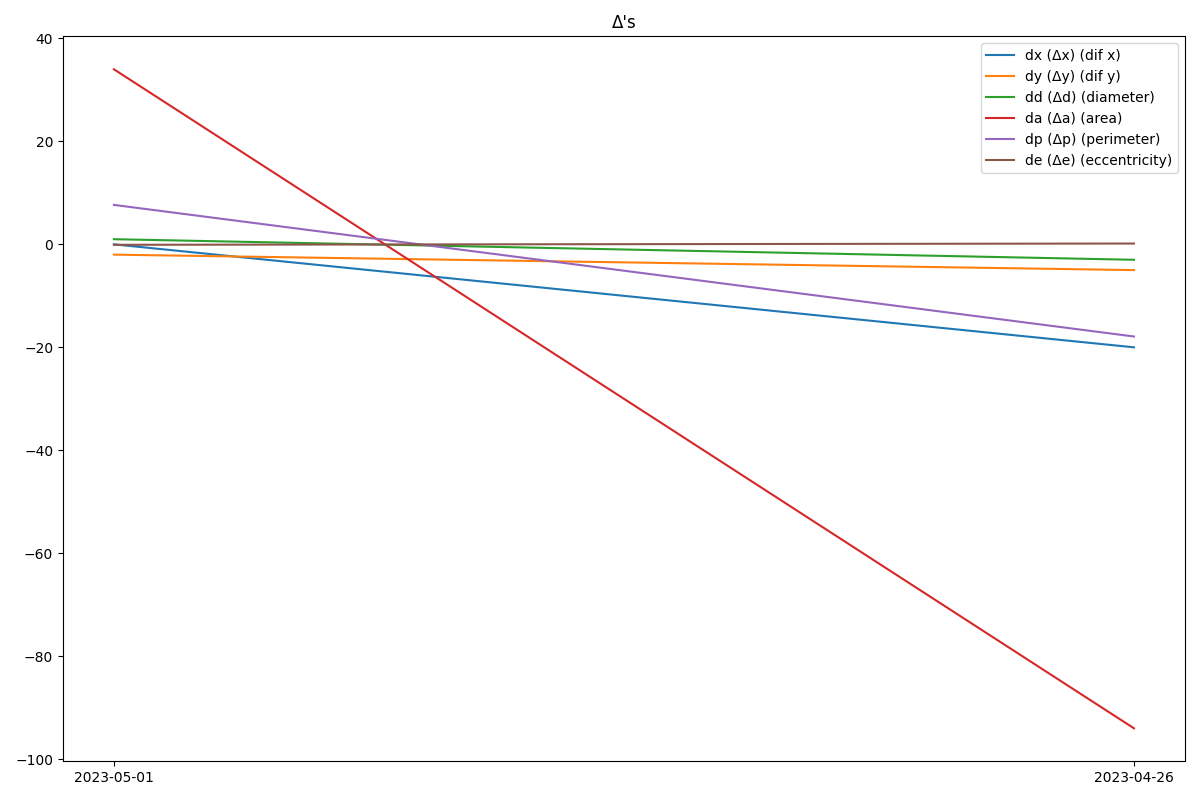 Δ's
dx (Δx) (dif x)
dy (Δy) (dif y)
dd (Δd) (diameter)
da (Δa) (area)
dp (Δp) (perimeter)
de (Δe) (eccentricity)
40
20
0
−20
−40
−60
−80
−100
2023-05-01
2023-04-26